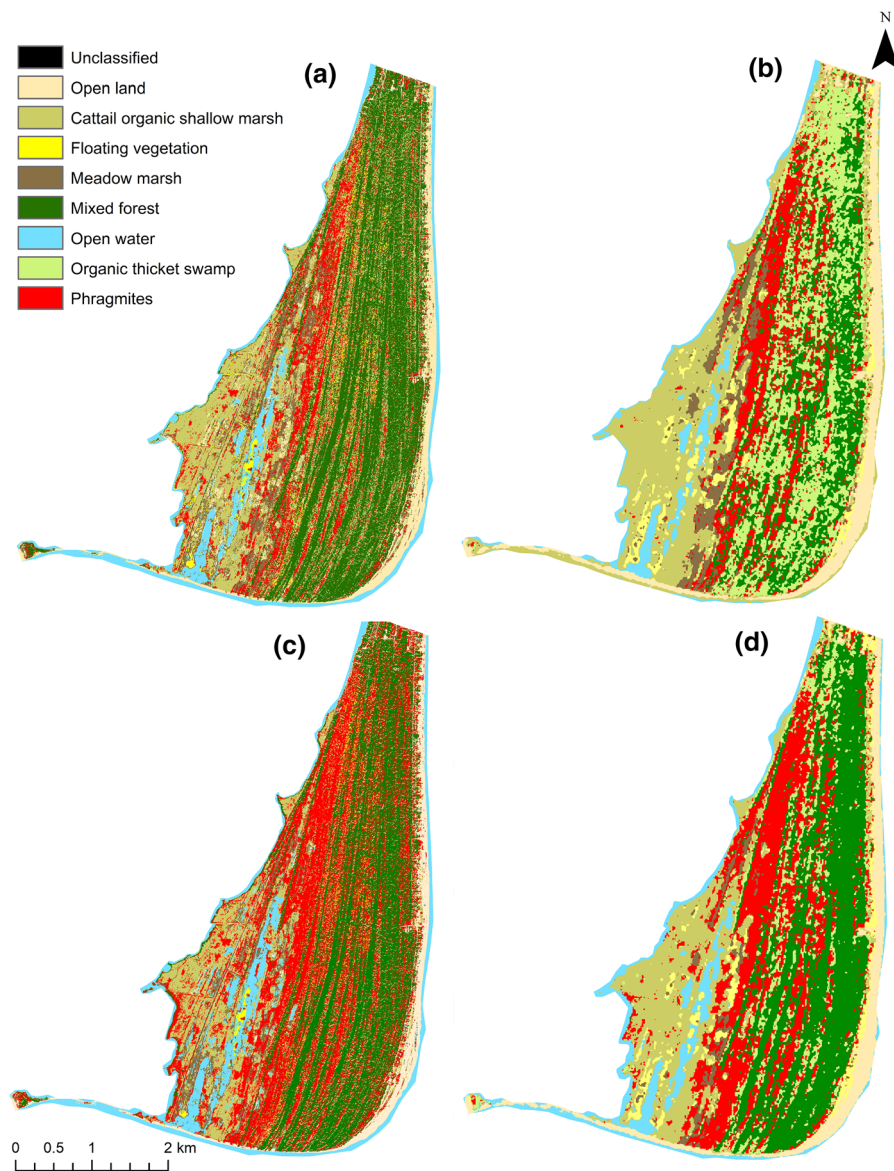 N
Unclassified
Open land
Cattail organic shallow marsh
Floating vegetation
Meadow marsh
Mixed forest
Open water
Organic thicket swamp
Phragmites
(a)
(b)
(c)
(d)
0 0.5 1 2 km